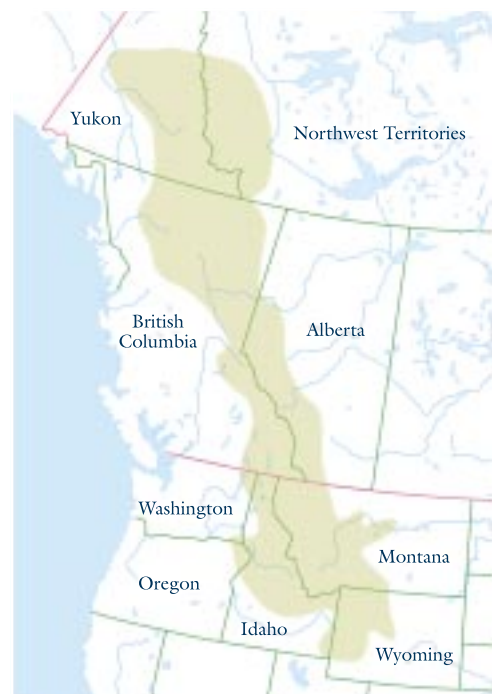 Yukon
Northwest Territories
British
Columbia
Alberta
Washington
Montana
Oregon
Idaho
Wyoming